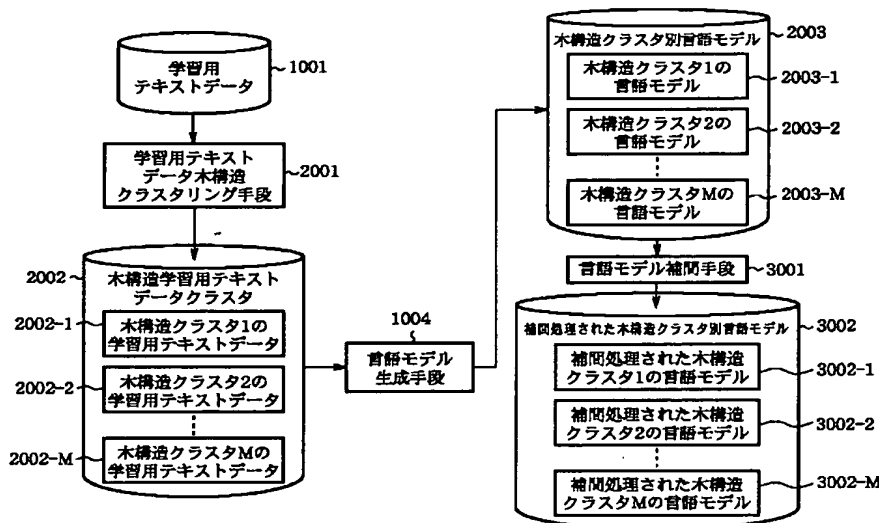 学習用
テキストデータ
1001
学習用テキスト
データ木構造
クラスタリング手段
2001
2002
木構造学習用テキスト
データクラスタ
2002-1
木構造クラスタ1の
学習用テキストデータ
2002-2
木構造クラスタ2の
学習用テキストデータ
2002-M
木構造クラスタMの
学習用テキストデータ
1004
言語モデル
生成手段
木構造クラスタ別言語モデル
2003
木構造クラスタ1の
言語モデル
2003-1
木構造クラスタ2の
言語モデル
2003-2
木構造クラスタMの
言語モデル
2003-M
言語モデル補間手段
3001
補間処理された木構造クラスタ別言語モデル
3002
補間処理された木構造
クラスタ1の言語モデル
3002-1
補間処理された木構造
クラスタ2の言語モデル
3002-2
補間処理された木構造
クラスタMの言語モデル
3002-M